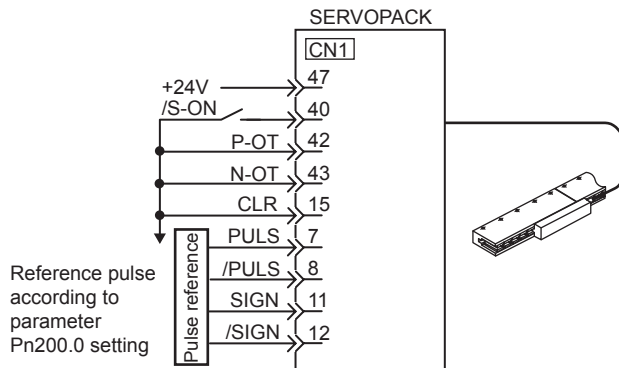 SERVOPACK
CN1
+24V 47
/S-ON 40
P-OT 42
N-OT 43
CLR 15
PULS 7
/PULS 8
SIGN 11
/SIGN 12
Pulse reference
Reference pulse
according to
parameter
Pn200.0 setting